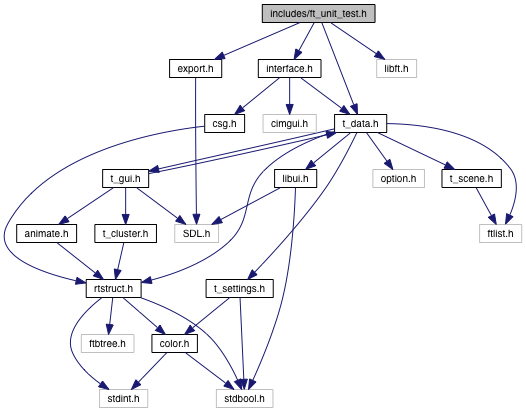 includes/ft_unit_test.h
export.h
interface.h
libft.h
csg.h
cimgui.h
t_data.h
t_gui.h
libui.h
option.h
t_scene.h
animate.h
t_cluster.h
SDL.h
ftlist.h
rtstruct.h
t_settings.h
ftbtree.h
color.h
stdint.h
stdbool.h